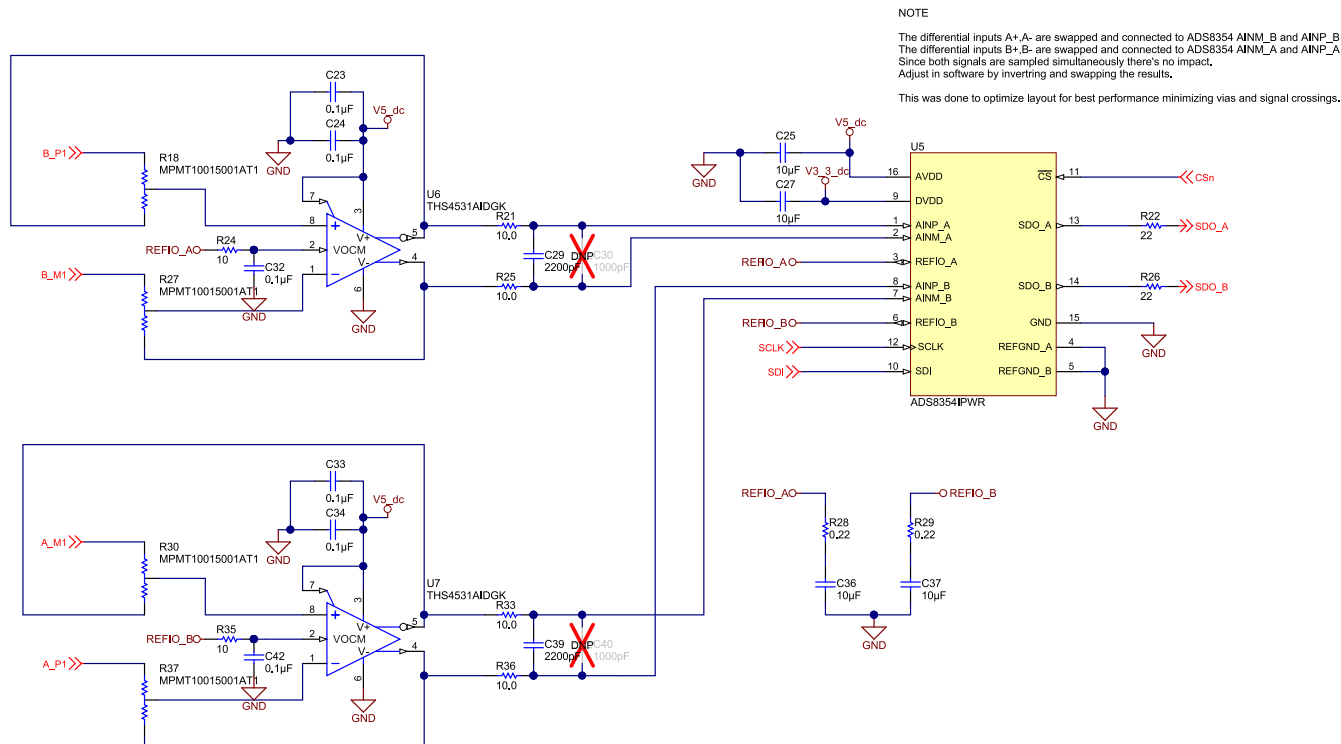 NOTE
The differential inputs A+,A- are swapped and connected to ADS8354 AINM_B and AINP_B
The differential inputs B+,B- are swapped and connected to ADS8354 AINM_A and AINP_A
Since both signals are sampled simultaneously there's no impact.
Adjust in software by invertring and swapping the results.
This was done to optimize layout for best performance minimizing vias and signal crossings.
C23
0.1µF
C24
0.1µF
V5_dc
GND
B_P1
R18
MPMT10015001AT1
7
3
U6
THS4531AIDGK
8
+
V+
5
REFIO_A
R24
10
2
VOCM
V-
4
1
−
6
C32
0.1µF
GND
GND
B_M1
R27
MPMT10015001AT1
R21
10.0
C29
2200pF
DNP
C30
1000pF
R25
10.0
V5_dc
C25
10µF
V3_3_dc
C27
10µF
GND
U5
16
AVDD
9
DVDD
1
AINP_A
2
AINM_A
REFIO_A
3
REFIO_A
8
AINP_B
7
AINM_B
REFIO_B
6
REFIO_B
SCLK
12
SCLK
SDI
10
SDI
CS
11
CSn
SDO_A
13
R22
22
SDO_A
SDO_B
14
R26
22
SDO_B
GND
15
GND
REFGND_A
4
REFGND_B
5
GND
ADS8354IPWR
C33
0.1µF
C34
0.1µF
V5_dc
GND
A_M1
R30
MPMT10015001AT1
7
3
U7
THS4531AIDGK
8
+
V+
5
REFIO_B
R35
10
2
VOCM
V-
4
1
−
6
C42
0.1µF
GND
GND
A_P1
R37
MPMT10015001AT1
R33
10.0
C39
2200pF
DNP
C40
1000pF
R36
10.0
REFIO_A
REFIO_B
R28
0.22
R29
0.22
C36
10µF
C37
10µF
GND